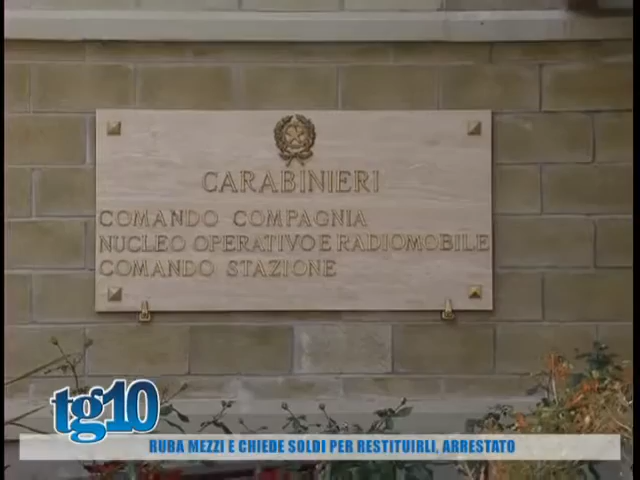 CARABINIERI
COMANDO COMPAGNIA
NUCLEO OPERATIVO E RADIOMOBILE
COMANDO STAZIONE
tg10
RUBA MEZZI E CHIEDE SOLDI PER RESTITUIRLI, ARRESTATO